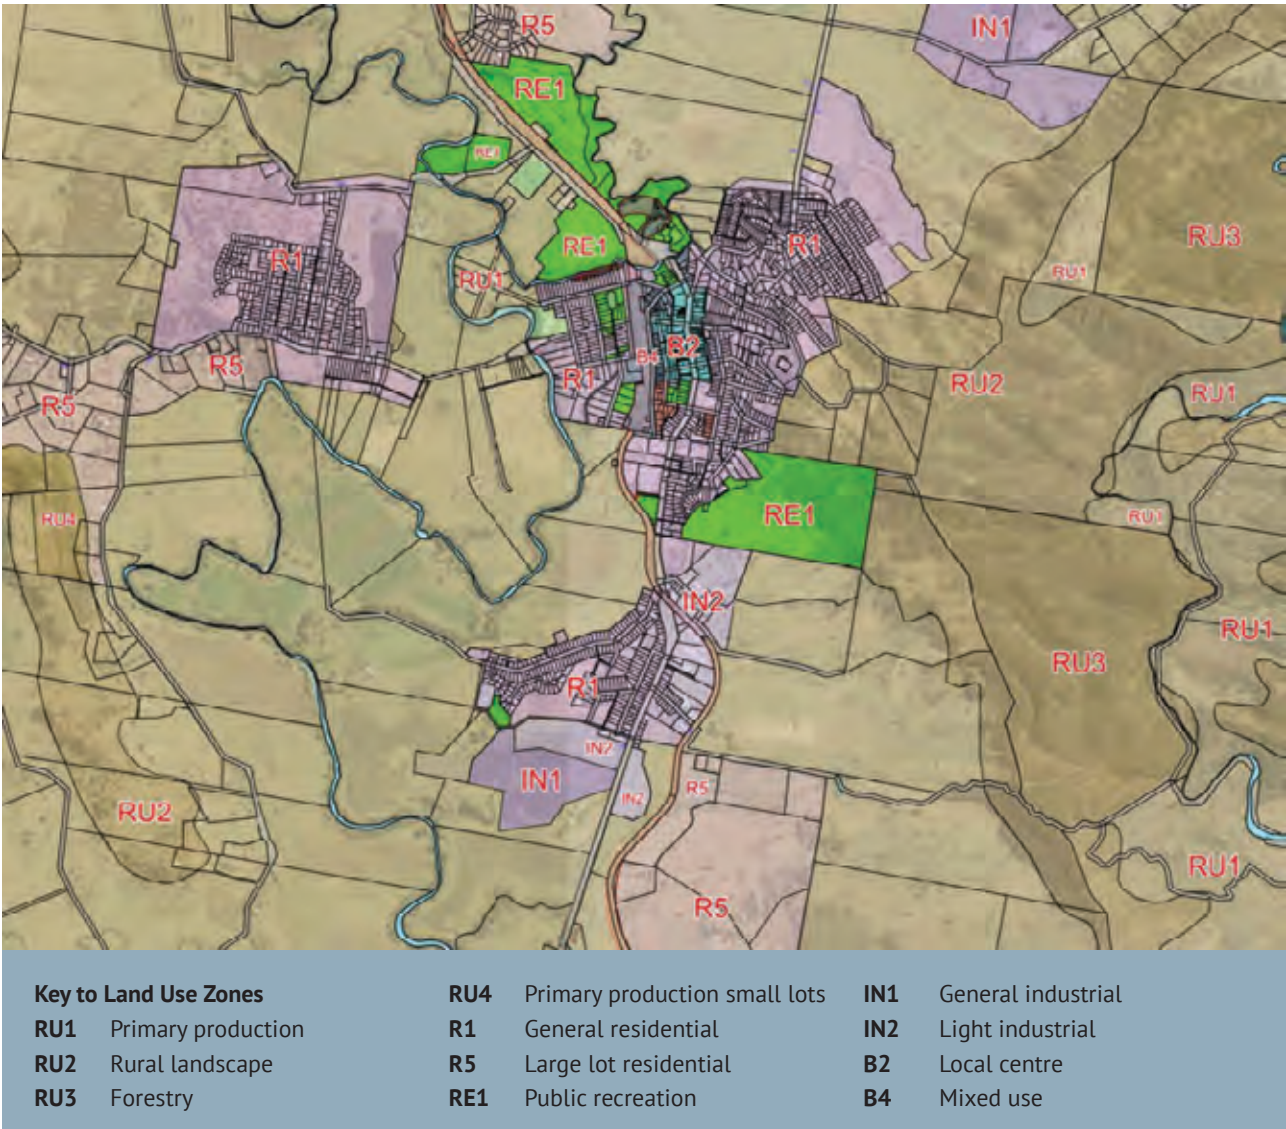 R5
IN1
RE1
RE1
RU3
R1
RE1
R1
RU1
RU1
B4
B2
R5
R1
RU2
RU1
R5
RU4
RE1
RU1
IN2
RU1
RU3
R1
IN2
IN1
R5
IN2
RU2
RU1
R5
Key to Land Use Zones
RU1 Primary production
RU2 Rural landscape
RU3 Forestry
RU4 Primary production small lots
R1 General residential
R5 Large lot residential
RE1 Public recreation
IN1 General industrial
IN2 Light industrial
B2 Local centre
B4 Mixed use